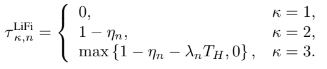 τ^{LiFi}_{κ,n} = { 0, κ = 1,
1 − η_n, κ = 2,
max {1 − η_n − λ_n T_H, 0}, κ = 3.